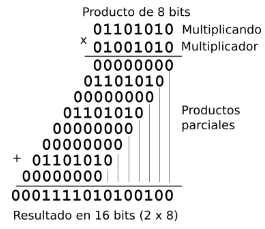 Producto de 8 bits
01101010 Multiplicando
x 01001010 Multiplicador
00000000
01101010
00000000
01101010 Productos
00000000 parciales
00000000
+ 01101010
00000000
0001111010100100
Resultado en 16 bits (2 x 8)